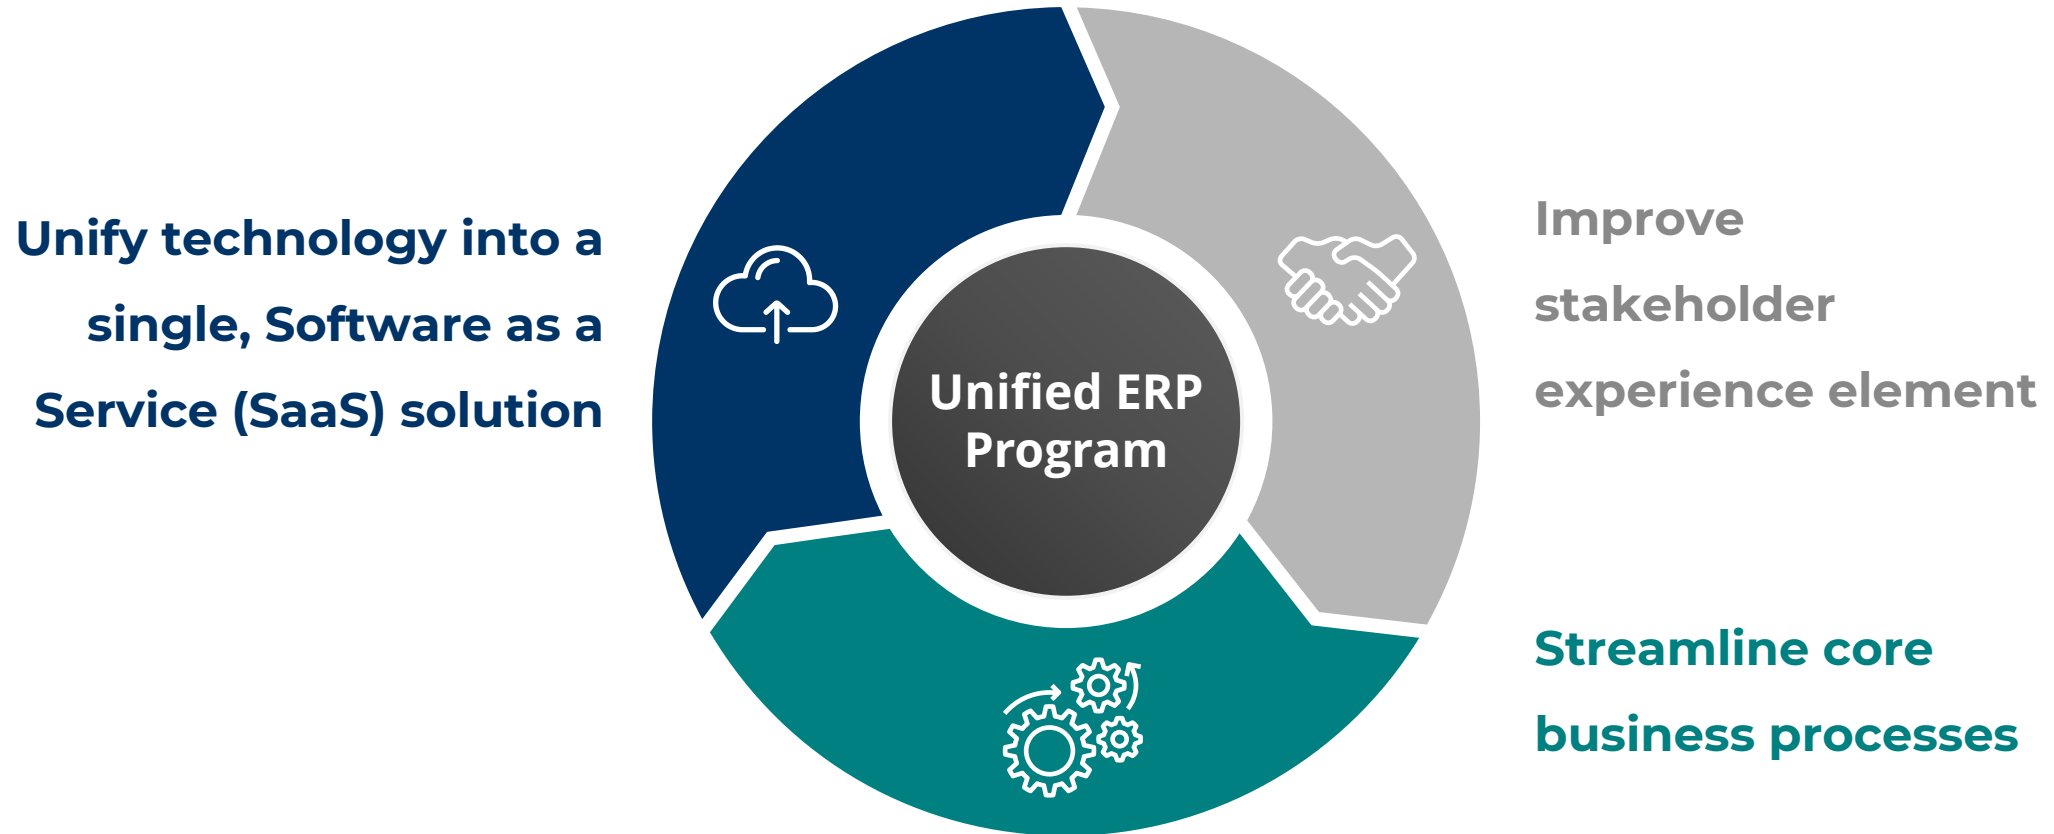 Unify technology into a
single, Software as a
Service (SaaS) solution
Unified ERP
Program
Improve
stakeholder
experience element
Streamline core
business processes